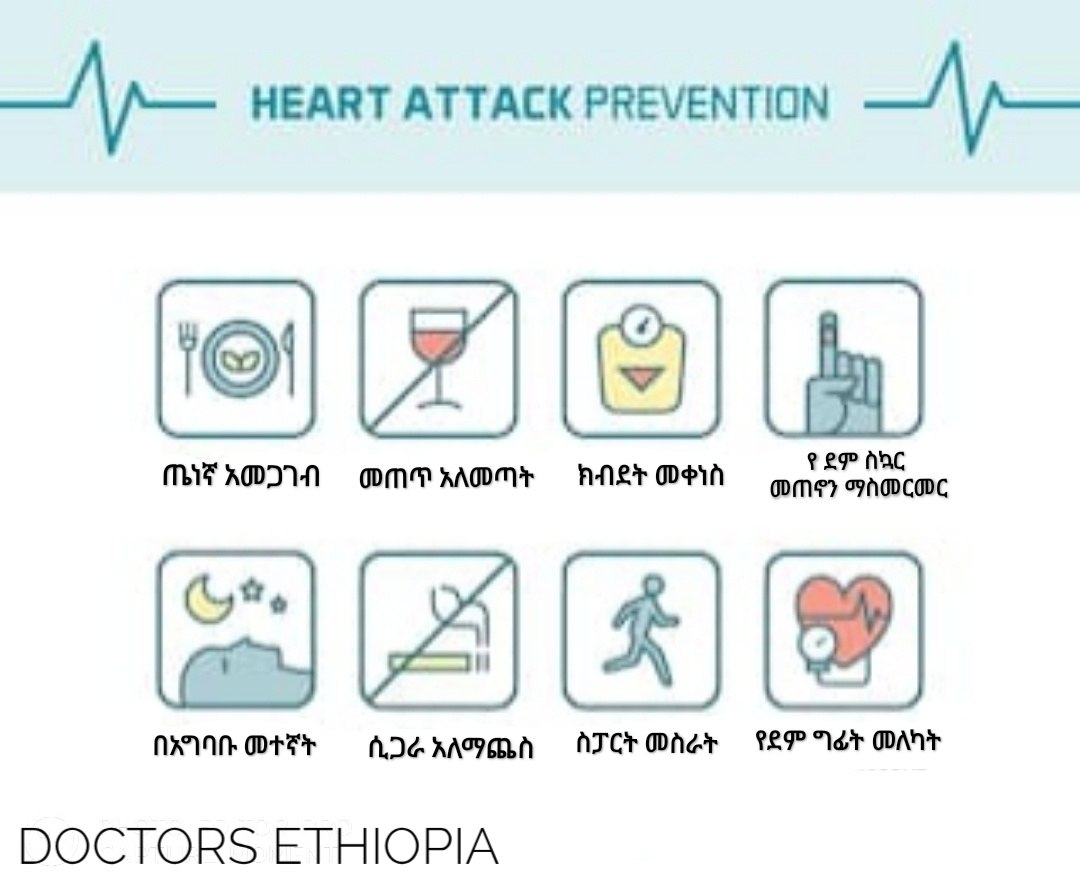 HEART ATTACK PREVENTION
ጤነኛ አመጋገብ
መጠጥ አለመጣት
ክብደት መቀነስ
የ ደም ስኳር
መጠኖን ማስመርመር
በአግባቡ መተኛት
ሲጋራ አለማጨስ
ስፓርት መስራት
የደም ግፊት መለካት
DOCTORS ETHIOPIA